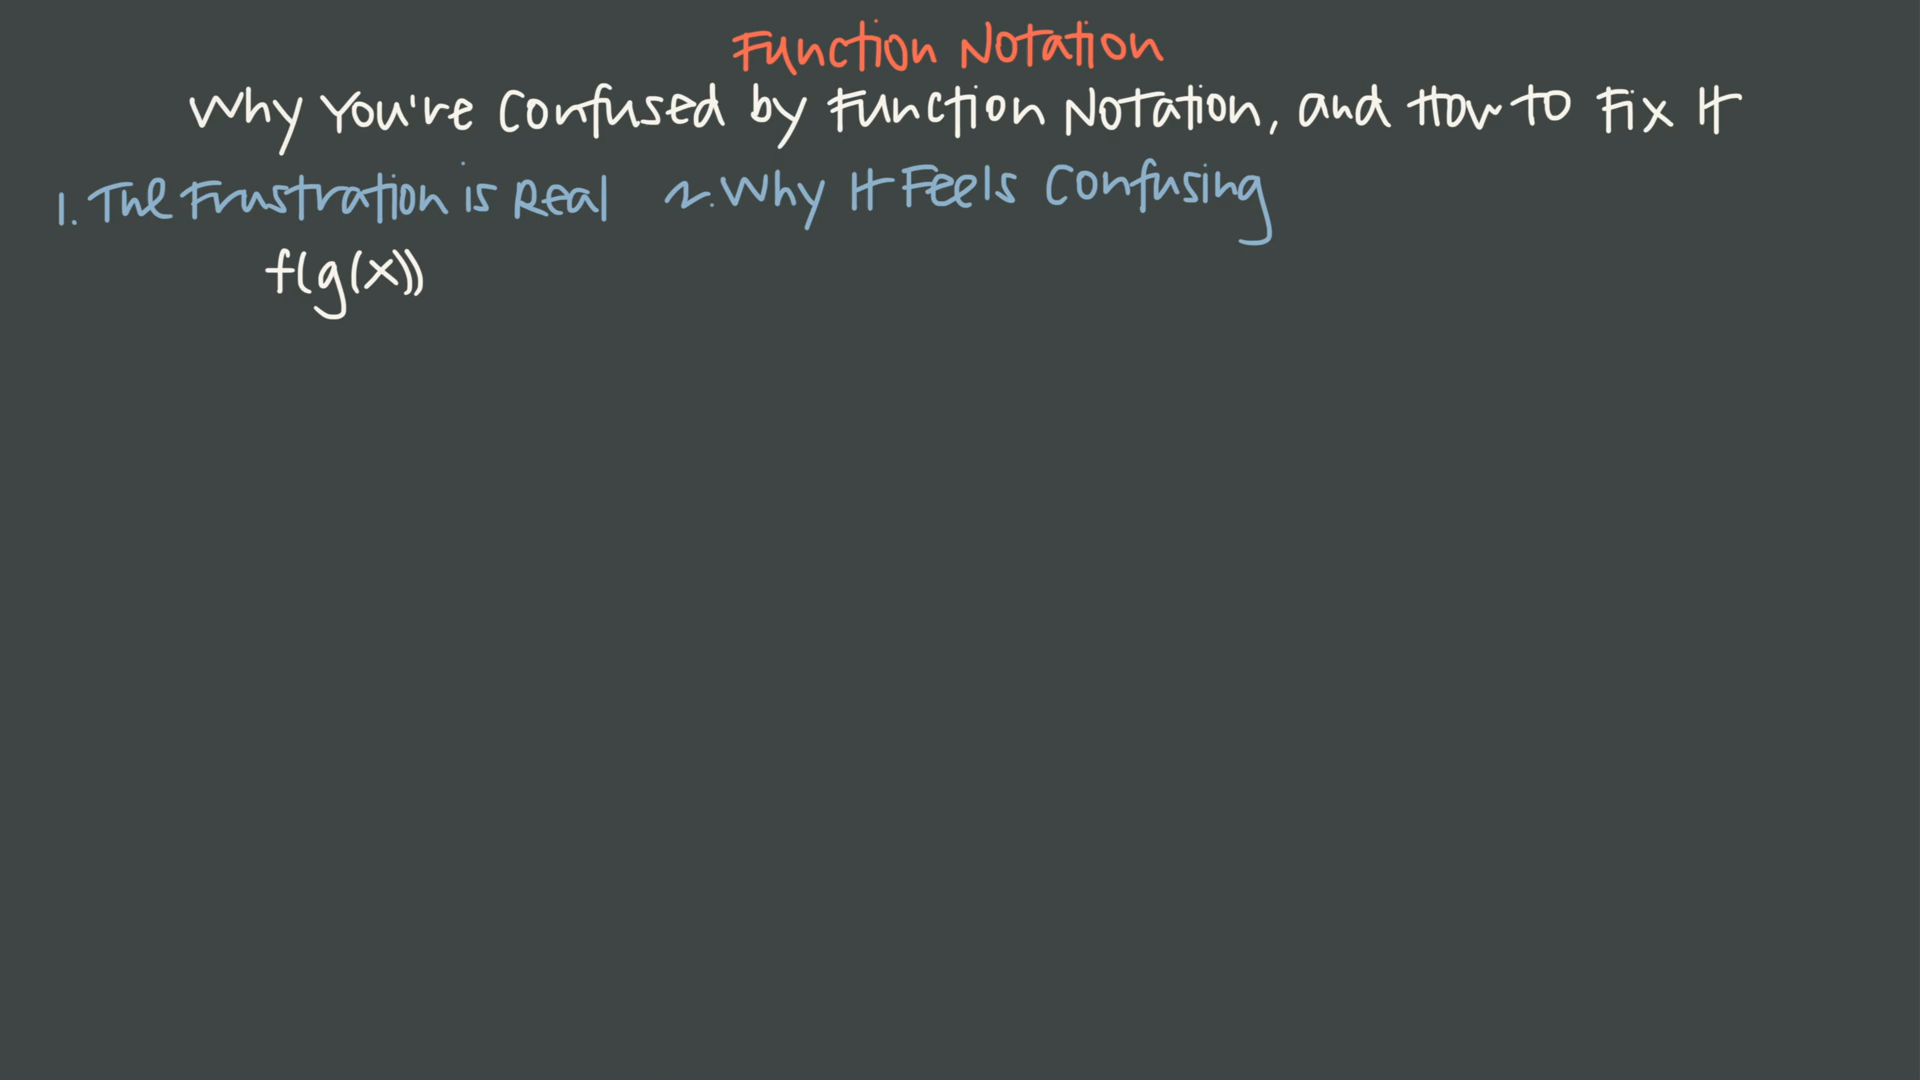 Function Notation
Why You're Confused by Function Notation, and How to Fix It
1. The Frustration is Real 2. Why It Feels Confusing
f(g(x))